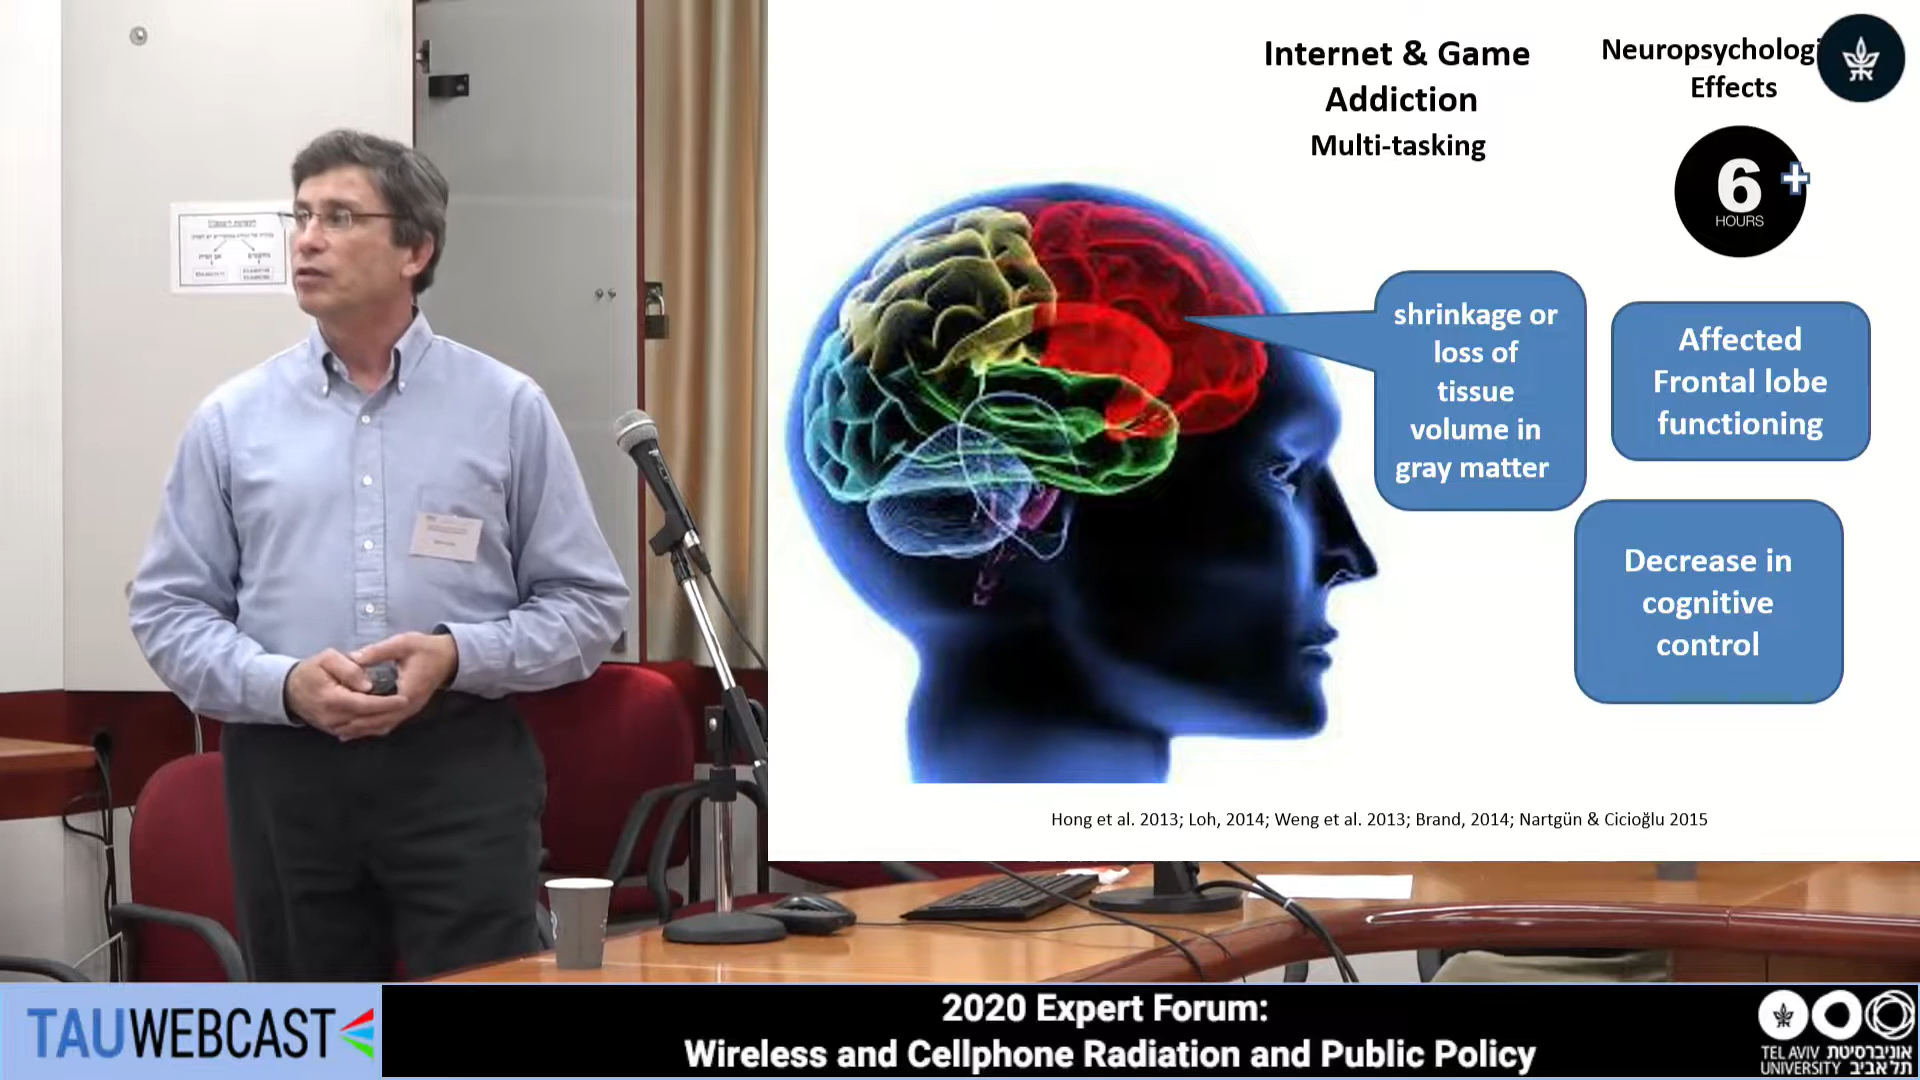 Internet & Game
Addiction
Multi-tasking
Neuropsychologi
Effects
6 +
HOURS
shrinkage or
loss of
tissue
volume in
gray matter
Affected
Frontal lobe
functioning
Decrease in
cognitive
control
Hong et al. 2013; Loh, 2014; Weng et al. 2013; Brand, 2014; Nartgün & Cicioğlu 2015
TAUWEBCAST
2020 Expert Forum:
Wireless and Cellphone Radiation and Public Policy
TEL AVIV אוניברסיטת
UNIVERSITY תל אביב